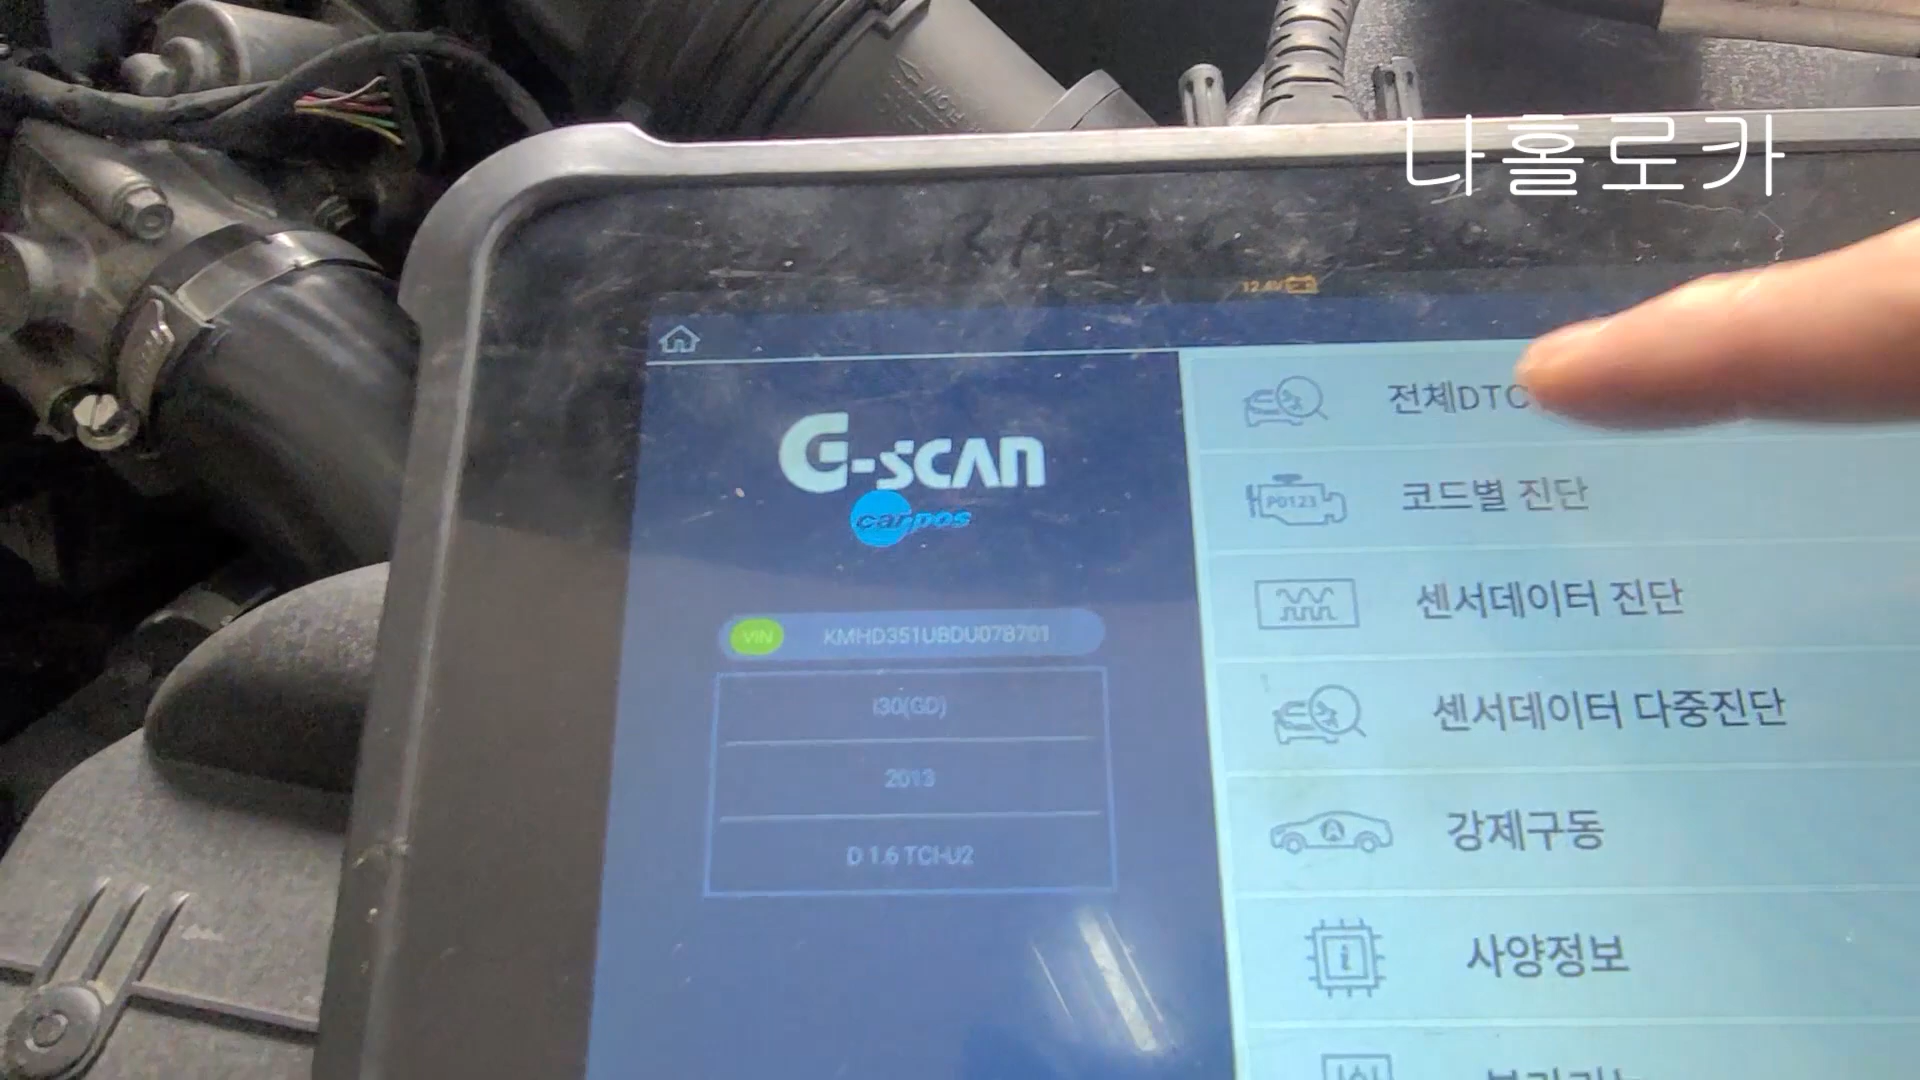 나홀로카
12.4V
G-SCAN
carpos
VIN KMHD351UBDU078701
i30(GD)
2013
D 1.6 TCI-U2
전체DTC
P0123
코드별 진단
센서데이터 진단
센서데이터 다중진단
강제구동
사양정보